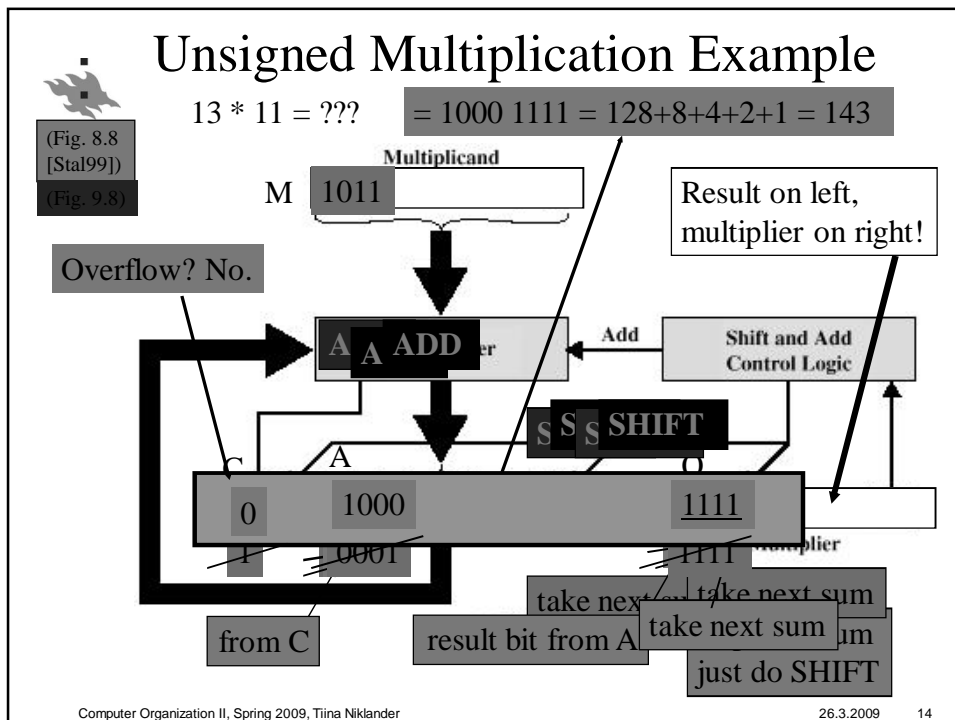 Unsigned Multiplication Example
13 * 11 = ???
= 1000 1111 = 128+8+4+2+1 = 143
(Fig. 8.8
[Stal99])
(Fig. 9.8)
Multiplicand
M
1011
Result on left,
multiplier on right!
Overflow? No.
A
A
ADD
Add
Shift and Add
Control Logic
S
S
S
SHIFT
C
A
Q
0
1000
1111
1
0001
1111
take next
take next sum
take next sum
from C
result bit from A
just do SHIFT
Computer Organization II, Spring 2009, Tiina Niklander
26.3.2009
14